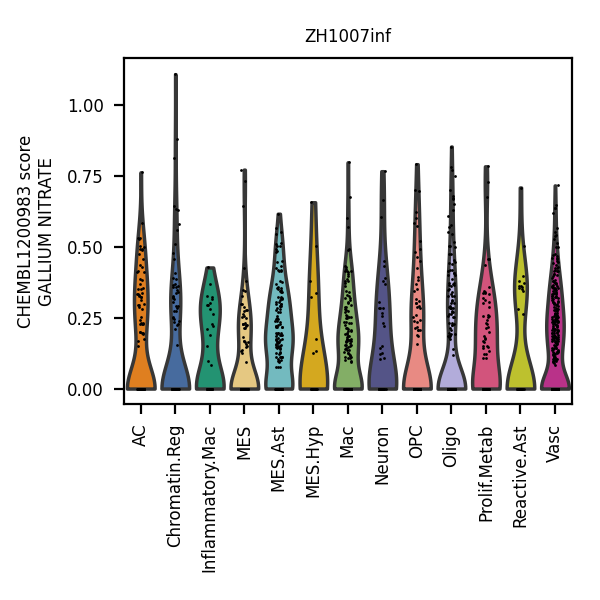 ZH1007inf
CHEMBL1200983 score
GALLIUM NITRATE
1.00
0.75
0.50
0.25
0.00
AC
Chromatin.Reg
Inflammatory.Mac
MES
MES.Ast
MES.Hyp
Mac
Neuron
OPC
Oligo
Prolif.Metab
Reactive.Ast
Vasc